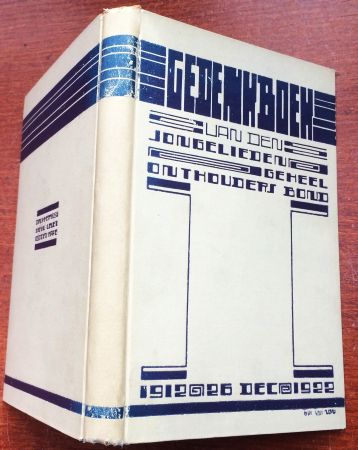 GEDENKBOEK
VAN DEN
JONGELIEDEN
GEHEEL
ONTHOUDERS BOND
1912 26 DEC 1922